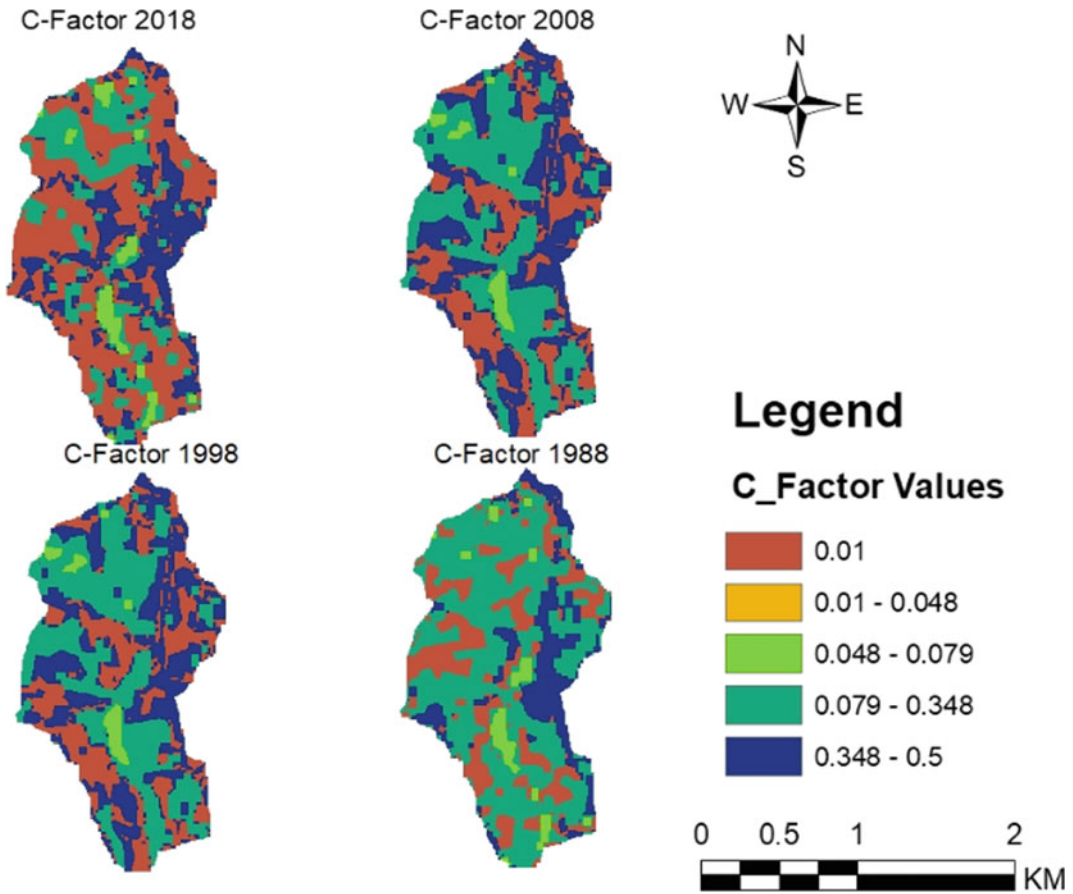 C-Factor 2018
C-Factor 2008
N
W E
S
C-Factor 1998
C-Factor 1988
Legend
C_Factor Values
0.01
0.01 - 0.048
0.048 - 0.079
0.079 - 0.348
0.348 - 0.5
0 0.5 1 2
KM